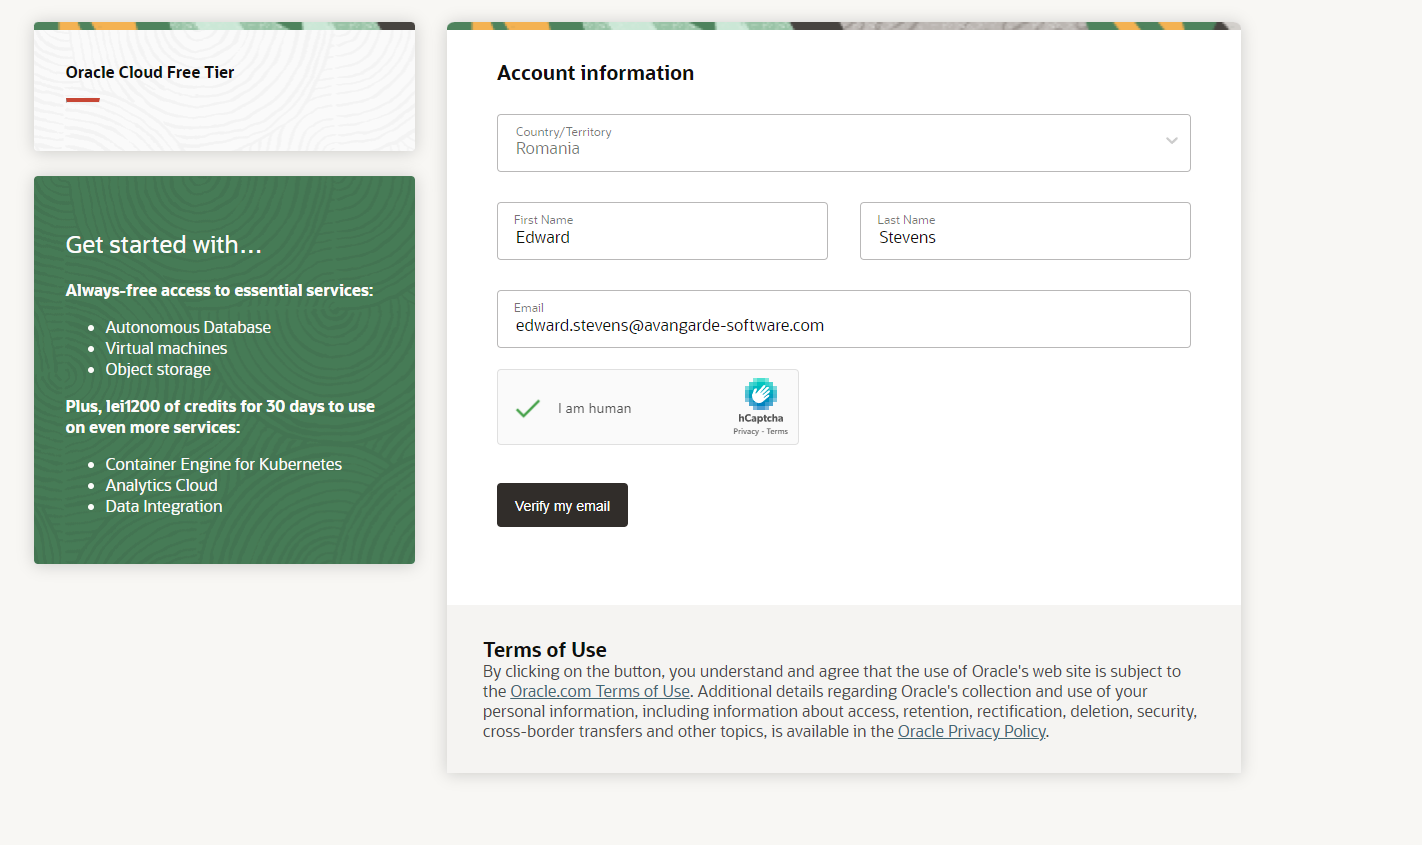 Oracle Cloud Free Tier
Get started with...
Always-free access to essential services:
Autonomous Database
Virtual machines
Object storage
Plus, lei1200 of credits for 30 days to use
on even more services:
Container Engine for Kubernetes
Analytics Cloud
Data Integration
Account information
Country/Territory
Romania
First Name
Edward
Last Name
Stevens
Email
edward.stevens@avangarde-software.com
I am human
hCaptcha
Privacy - Terms
Verify my email
Terms of Use
By clicking on the button, you understand and agree that the use of Oracle's web site is subject to
the Oracle.com Terms of Use. Additional details regarding Oracle's collection and use of your
personal information, including information about access, retention, rectification, deletion, security,
cross-border transfers and other topics, is available in the Oracle Privacy Policy.